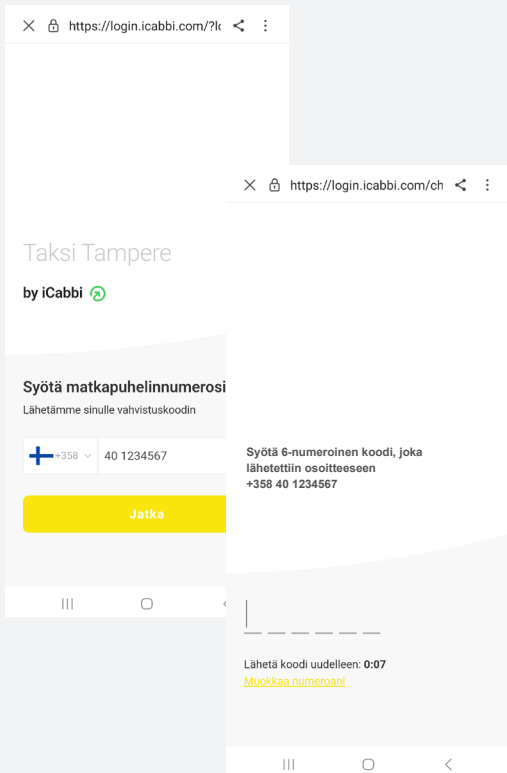 https://login.icabbi.com/?l
Taksi Tampere
by iCabbi
Syötä matkapuhelinnumerosi
Lähetämme sinulle vahvistuskoodin
+358
40 1234567
Jatka
https://login.icabbi.com/ch
Syötä 6-numeroinen koodi, joka
lähetettiin osoitteeseen
+358 40 1234567
Lähetä koodi uudelleen: 0:07
Muokkaa numeroani